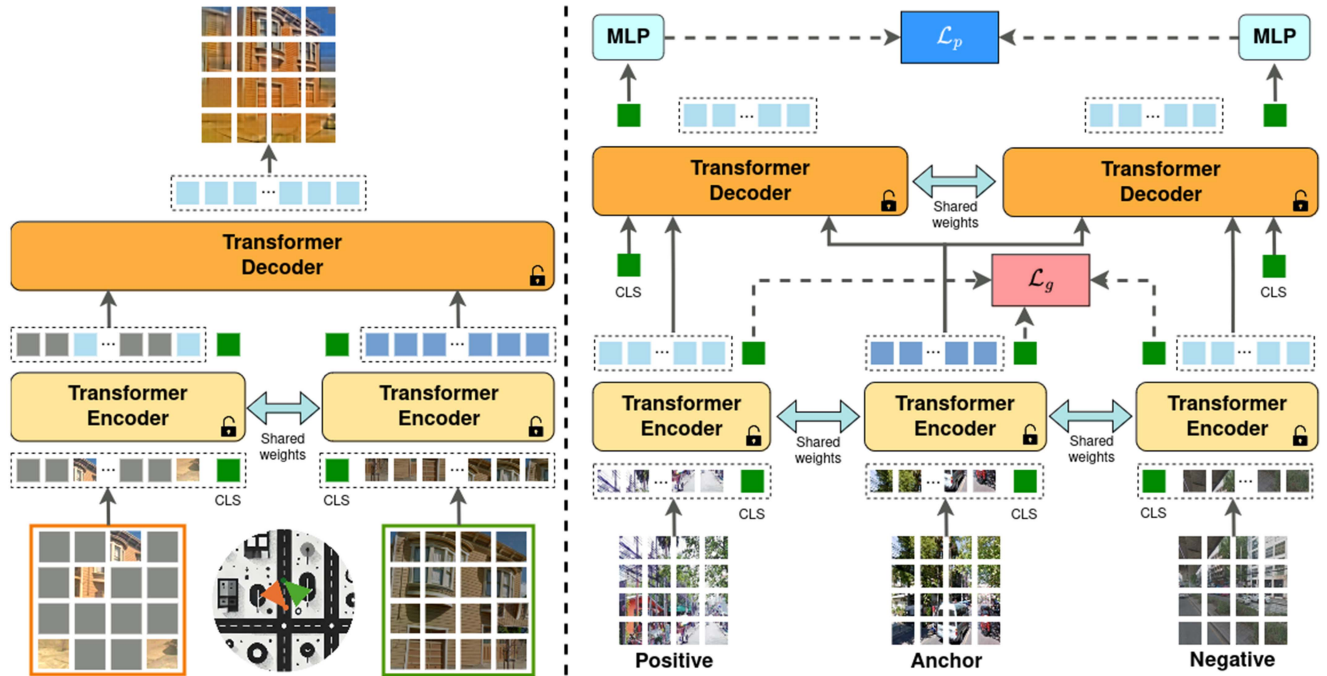 Transformer
Decoder
...
...
...
Transformer
Encoder
Shared
weights
Transformer
Encoder
...
...
CLS
CLS
MLP
ℒp
MLP
...
...
Transformer
Decoder
Shared
weights
Transformer
Decoder
CLS
ℒg
CLS
...
...
...
Transformer
Encoder
Shared
weights
Transformer
Encoder
Shared
weights
Transformer
Encoder
...
CLS
...
CLS
CLS
...
Positive
Anchor
Negative